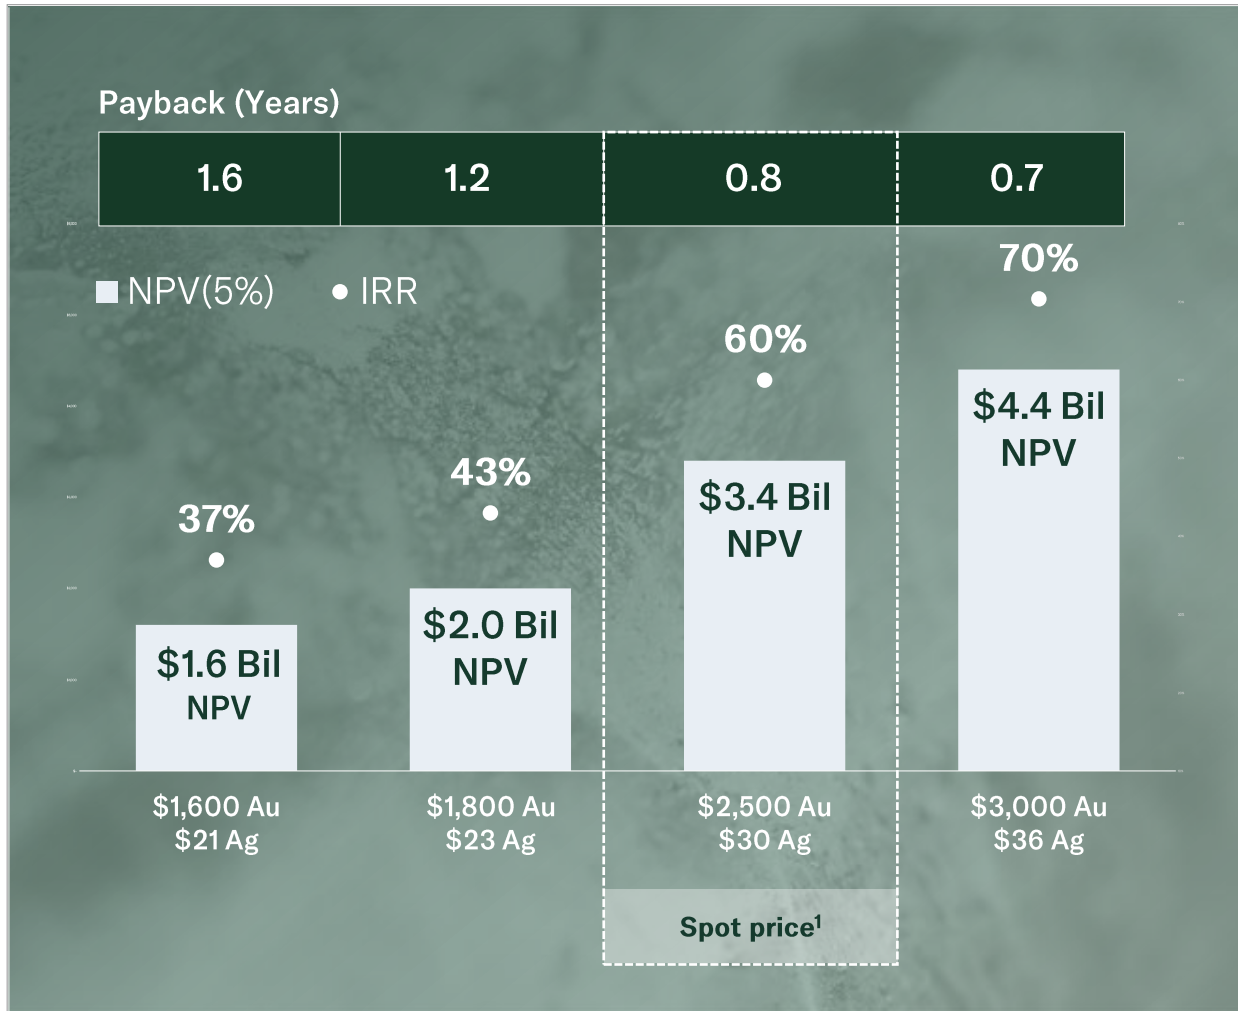 Payback (Years)
1.6 1.2 0.8 0.7
NPV(5%) IRR
70%
60%
43%
37%
$4.4 Bil
NPV
$3.4 Bil
NPV
$2.0 Bil
NPV
$1.6 Bil
NPV
$1,600 Au $1,800 Au $2,500 Au $3,000 Au
$21 Ag $23 Ag $30 Ag $36 Ag
Spot price¹